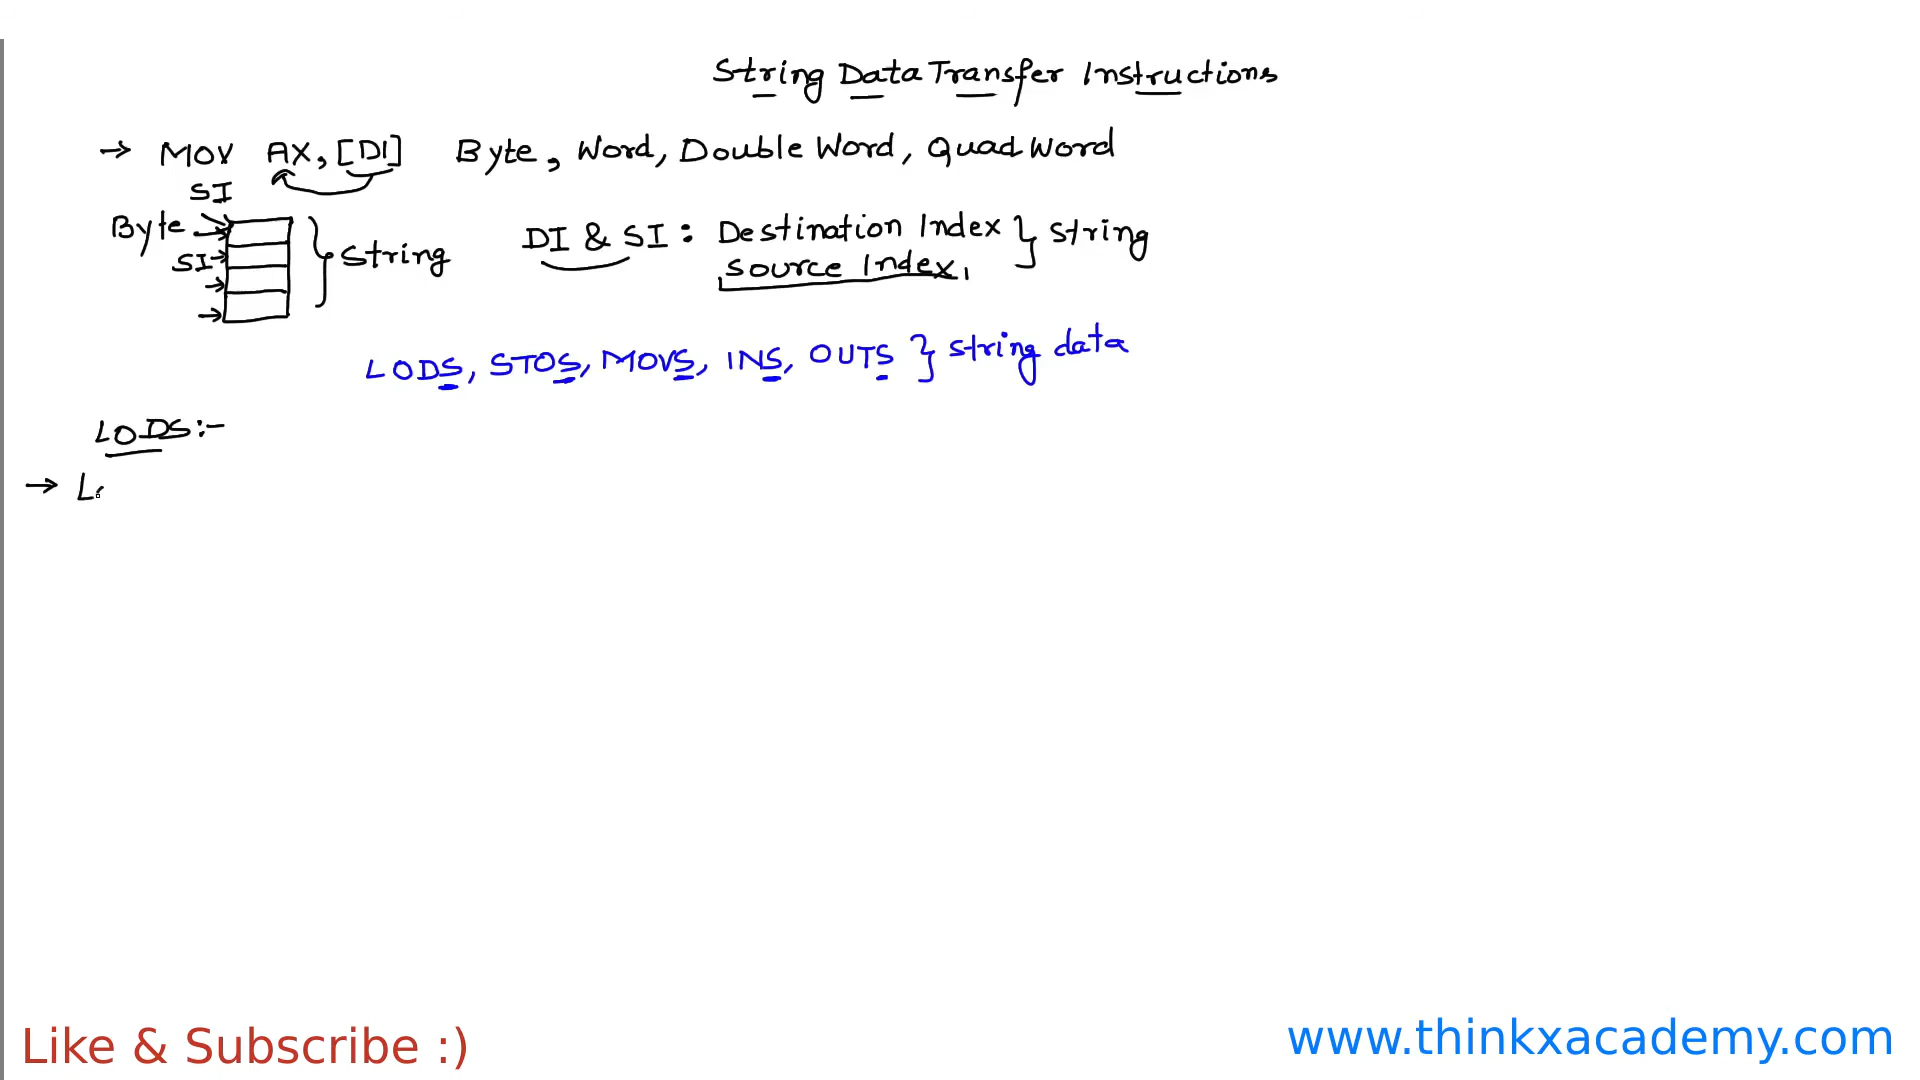 String Data Transfer Instructions
→ MOV AX, [DI] Byte, Word, Double Word, Quad Word
SI
Byte
SI
} String
DI & SI : Destination Index } string
Source Index,
LODS, STOS, MOVS, INS, OUTS } string data
LODS:-
→ Lo
Like & Subscribe :)
www.thinkxacademy.com